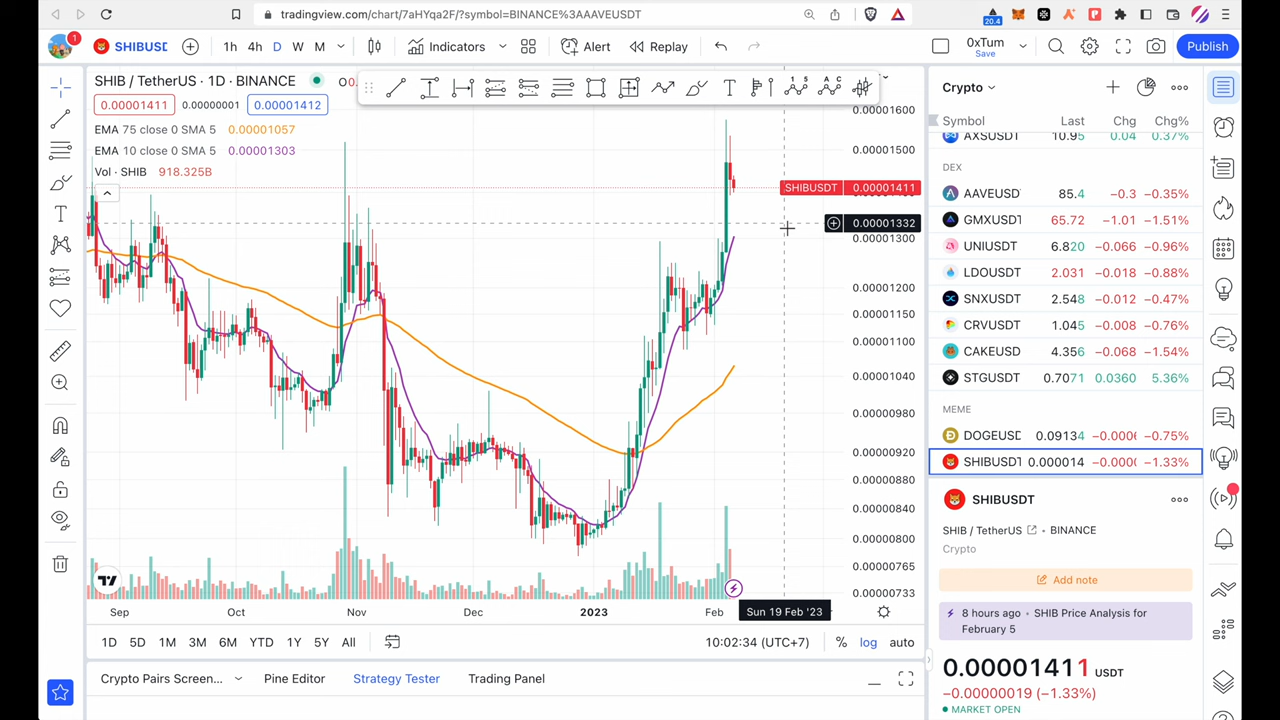 tradingview.com/chart/7aHYqa2F/?symbol=BINANCE%3AAAVEUSDT
20.4
1
SHIBUSD
1h 4h D W M
Indicators
Alert
Replay
0xTum
Save
Publish
SHIB / TetherUS · 1D · BINANCE
0.00001411 0.00000001 0.00001412
EMA 75 close 0 SMA 5 0.00001057
EMA 10 close 0 SMA 5 0.00001303
Vol · SHIB 918.325B
0.00001600
0.00001500
SHIBUSDT 0.00001411
0.00001332
0.00001300
0.00001200
0.00001150
0.00001100
0.00001040
0.00000980
0.00000920
0.00000880
0.00000840
0.00000800
0.00000765
0.00000733
Sep Oct Nov Dec 2023 Feb Sun 19 Feb '23
1D 5D 1M 3M 6M YTD 1Y 5Y All
10:02:34 (UTC+7) % log auto
Crypto Pairs Screen... Pine Editor Strategy Tester Trading Panel
Crypto
Symbol Last Chg Chg%
AXSUSDT 10.95 0.04 0.37%
DEX
AAVEUSD 85.4 −0.3 −0.35%
GMXUSDT 65.72 −1.01 −1.51%
UNIUSDT 6.820 −0.066 −0.96%
LDOUSDT 2.031 −0.018 −0.88%
SNXUSDT 2.548 −0.012 −0.47%
CRVUSDT 1.045 −0.008 −0.76%
CAKEUSD 4.356 −0.068 −1.54%
STGUSDT 0.7071 0.0360 5.36%
MEME
DOGEUSD 0.09134 −0.000 −0.75%
SHIBUSDT 0.000014 −0.000 −1.33%
SHIBUSDT
SHIB / TetherUS · BINANCE
Crypto
Add note
8 hours ago · SHIB Price Analysis for
February 5
0.00001411 USDT
−0.00000019 (−1.33%)
MARKET OPEN